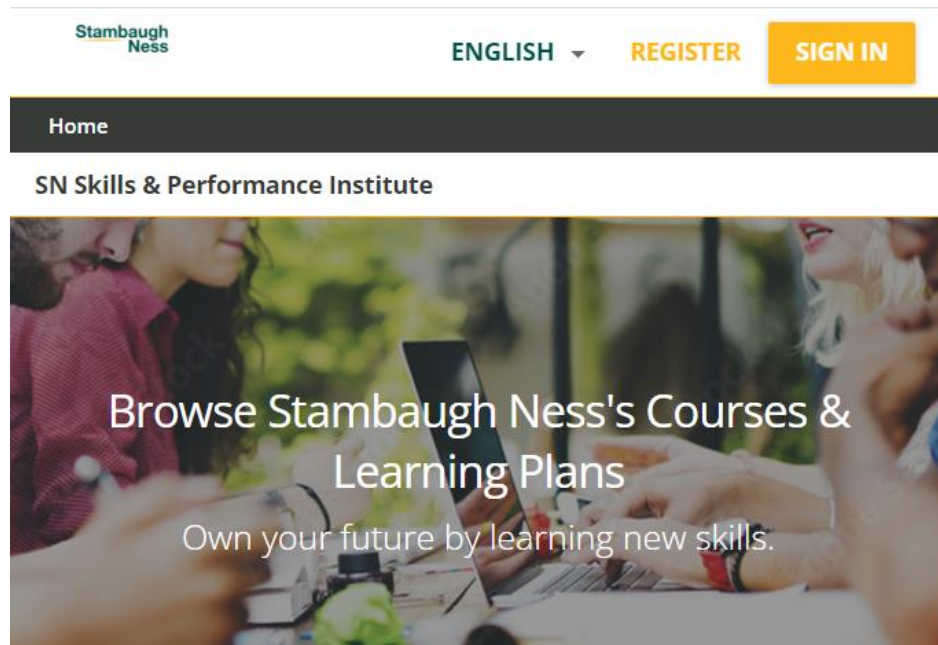 Stambaugh
Ness
ENGLISH
REGISTER
SIGN IN
Home
SN Skills & Performance Institute
Browse Stambaugh Ness's Courses &
Learning Plans
Own your future by learning new skills.